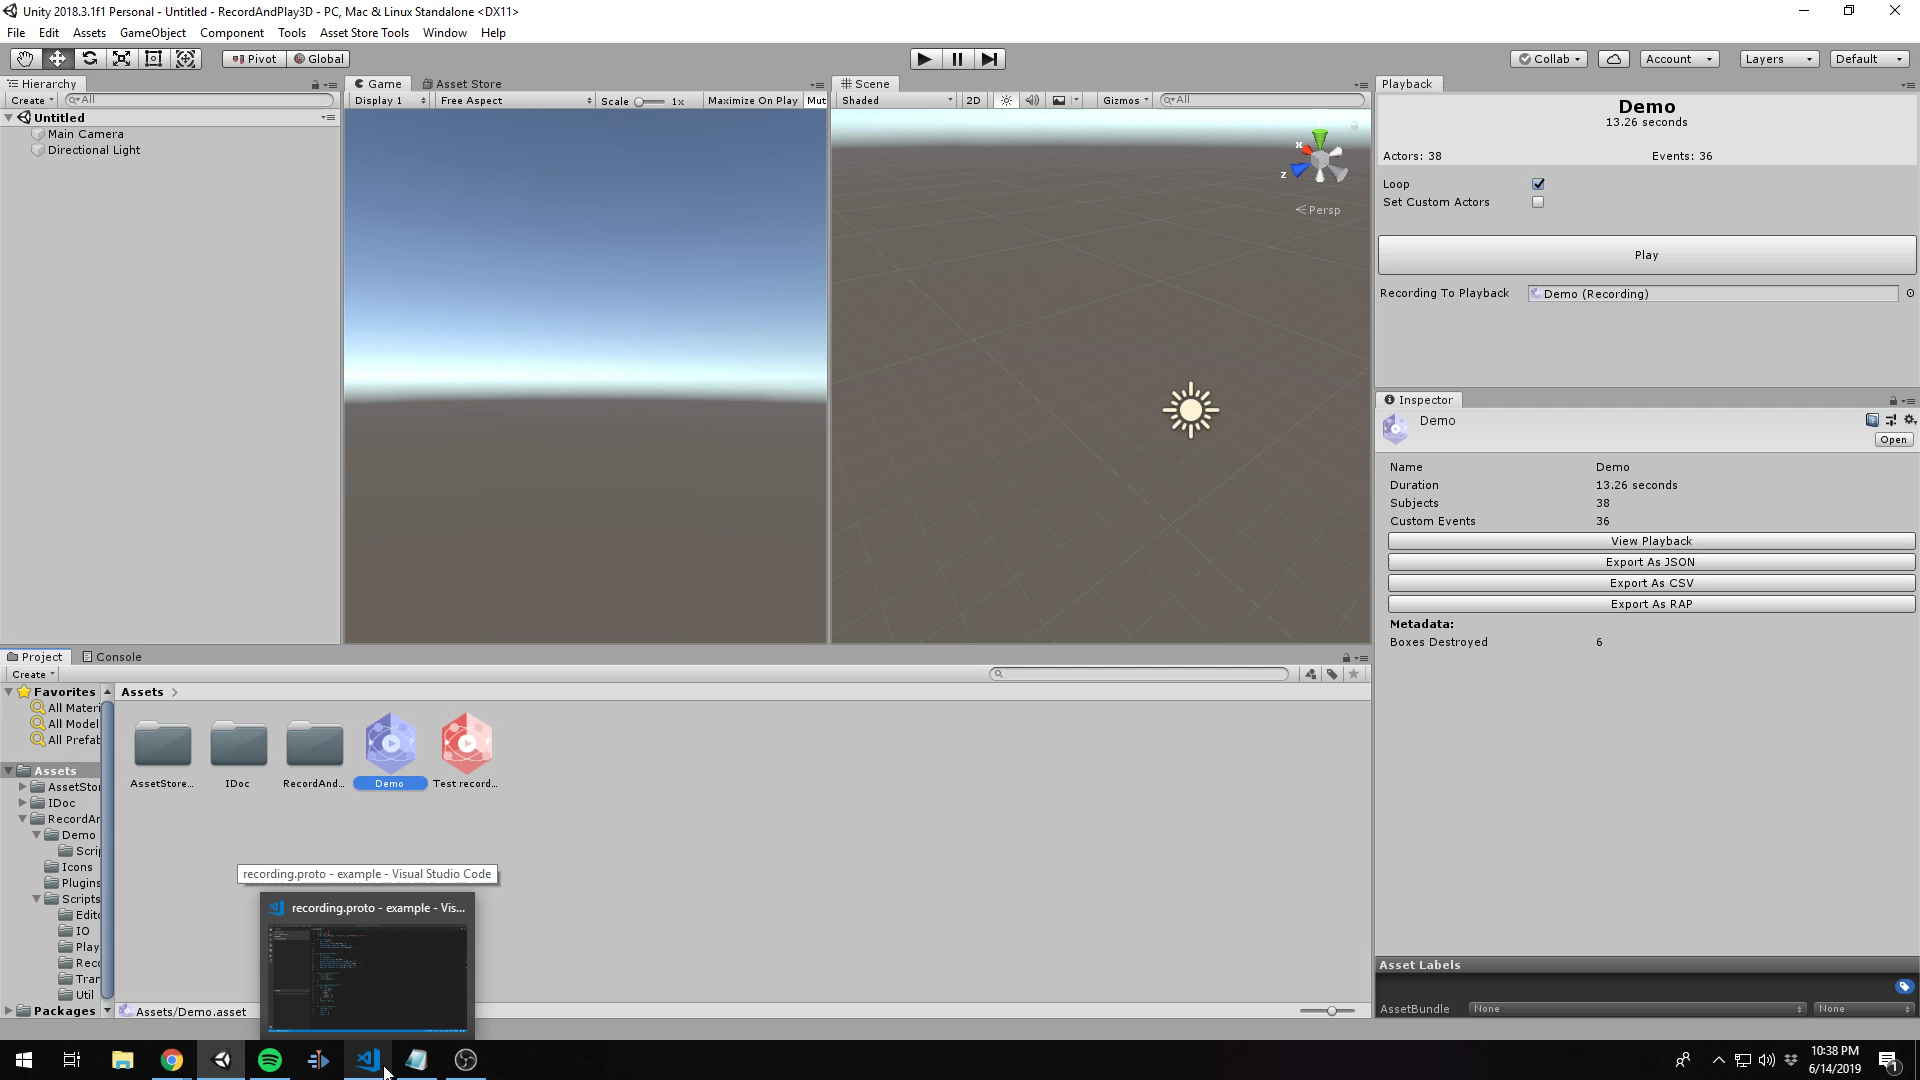 Unity 2018.3.1f1 Personal - Untitled - RecordAndPlay3D - PC, Mac & Linux Standalone <DX11>
File Edit Assets GameObject Component Tools Asset Store Tools Window Help
Pivot Global Collab Account Layers Default
Hierarchy
Create All
Untitled
Main Camera
Directional Light
Game Asset Store
Display 1 Free Aspect Scale 1x Maximize On Play Mut
Scene
Shaded 2D Gizmos All
x
z
Persp
Playback
Demo
13.26 seconds
Actors: 38 Events: 36
Loop
Set Custom Actors
Play
Recording To Playback Demo (Recording)
Inspector
Demo
Open
Name Demo
Duration 13.26 seconds
Subjects 38
Custom Events 36
View Playback
Export As JSON
Export As CSV
Export As RAP
Metadata:
Boxes Destroyed 6
Asset Labels
AssetBundle None None
Project Console
Create
Favorites
All Materi
All Model
All Prefab
Assets
AssetStor
IDoc
RecordAn
Demo
Scrip
Icons
Plugins
Scripts
Edito
IO
Play
Reco
Tran
Util
Packages
Assets
AssetStore... IDoc RecordAnd... Demo Test record...
recording.proto - example - Visual Studio Code
recording.proto - example - Vis...
Assets/Demo.asset
10:38 PM
6/14/2019
1